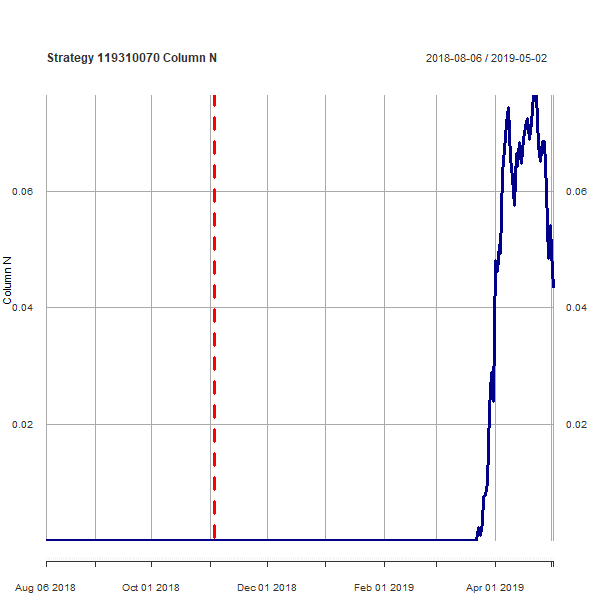 Strategy 119310070 Column N
2018-08-06 / 2019-05-02
0.06
0.06
Column N
0.04
0.04
0.02
0.02
Aug 06 2018
Oct 01 2018
Dec 01 2018
Feb 01 2019
Apr 01 2019